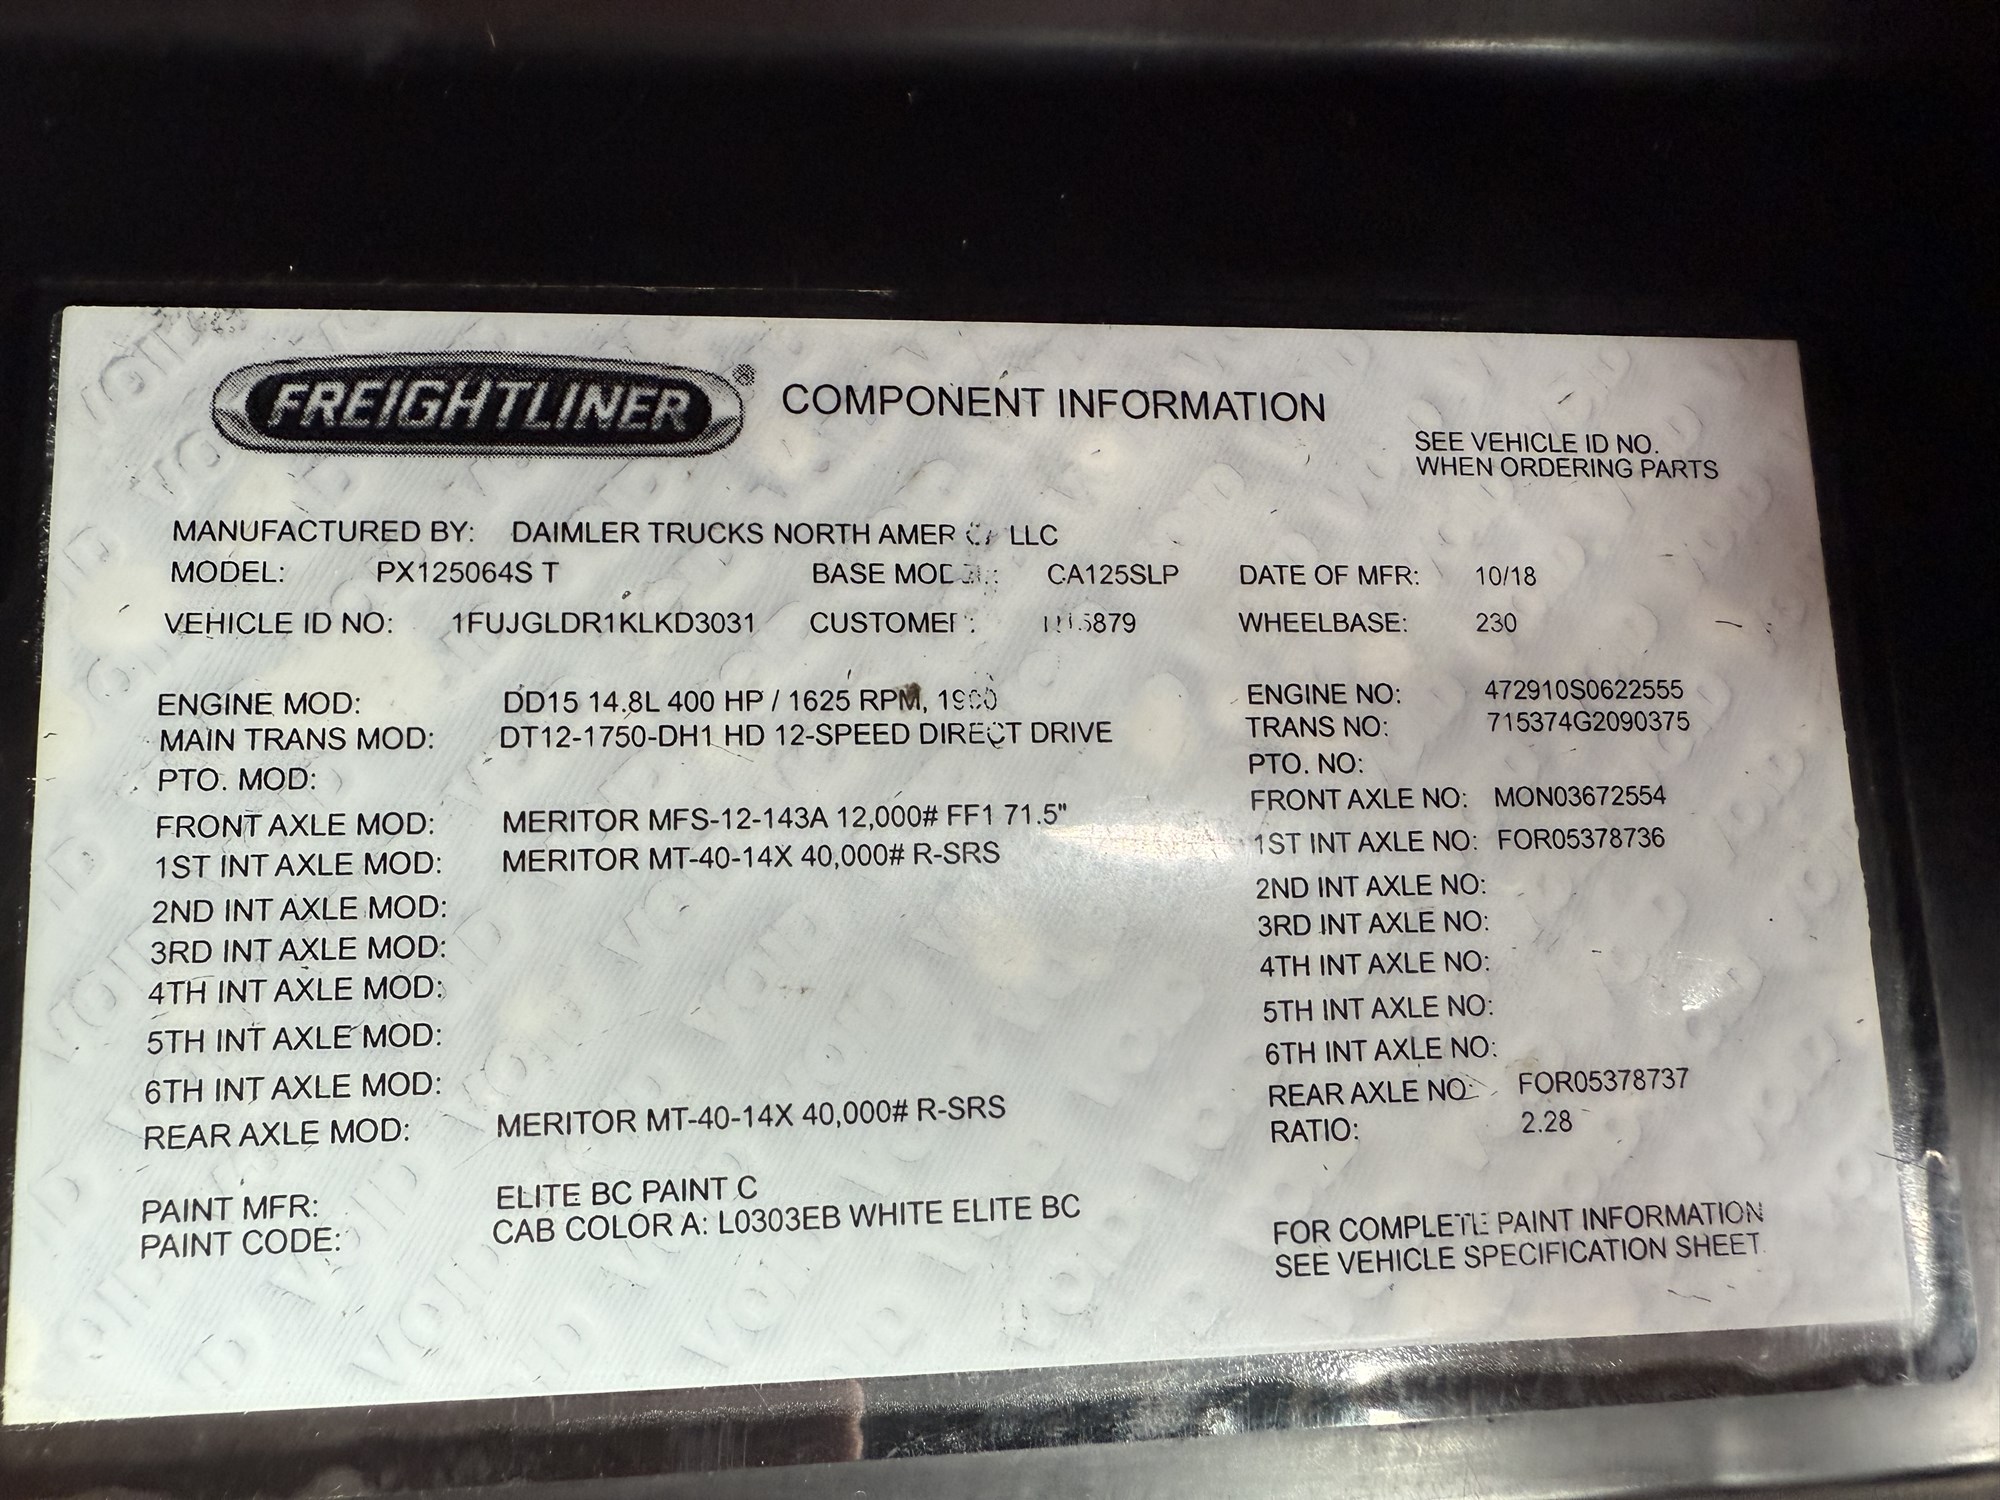 FREIGHTLINER® COMPONENT INFORMATION
SEE VEHICLE ID NO.
WHEN ORDERING PARTS
MANUFACTURED BY: DAIMLER TRUCKS NORTH LLC
MODEL: PX125064S T BASE CA125SLP DATE OF MFR: 10/18
VEHICLE ID NO: 1FUJGLDR1KLKD3031 WHEELBASE: 230
ENGINE MOD: DD15 14.8L 400 HP / 1625 RPM, ENGINE NO: 472910S0622555
MAIN TRANS MOD: DT12-1750-DH1 HD 12-SPEED DIRECT DRIVE TRANS NO: 715374G2090375
PTO. MOD: PTO. NO:
FRONT AXLE MOD: MERITOR MFS-12-143A 12,000# FF1 71.5" FRONT AXLE NO: MON03672554
1ST INT AXLE MOD: MERITOR MT-40-14X 40,000# R-SRS 1ST INT AXLE NO: FOR05378736
2ND INT AXLE MOD: 2ND INT AXLE NO:
3RD INT AXLE MOD: 3RD INT AXLE NO:
4TH INT AXLE MOD: 4TH INT AXLE NO:
5TH INT AXLE MOD: 5TH INT AXLE NO:
6TH INT AXLE MOD: 6TH INT AXLE NO:
REAR AXLE MOD: MERITOR MT-40-14X 40,000# R-SRS REAR AXLE NO: FOR05378737
RATIO: 2.28
PAINT MFR: ELITE BC PAINT C
PAINT CODE: CAB COLOR A: L0303EB WHITE ELITE BC
FOR COMPLETE PAINT INFORMATION
SEE VEHICLE SPECIFICATION SHEET.